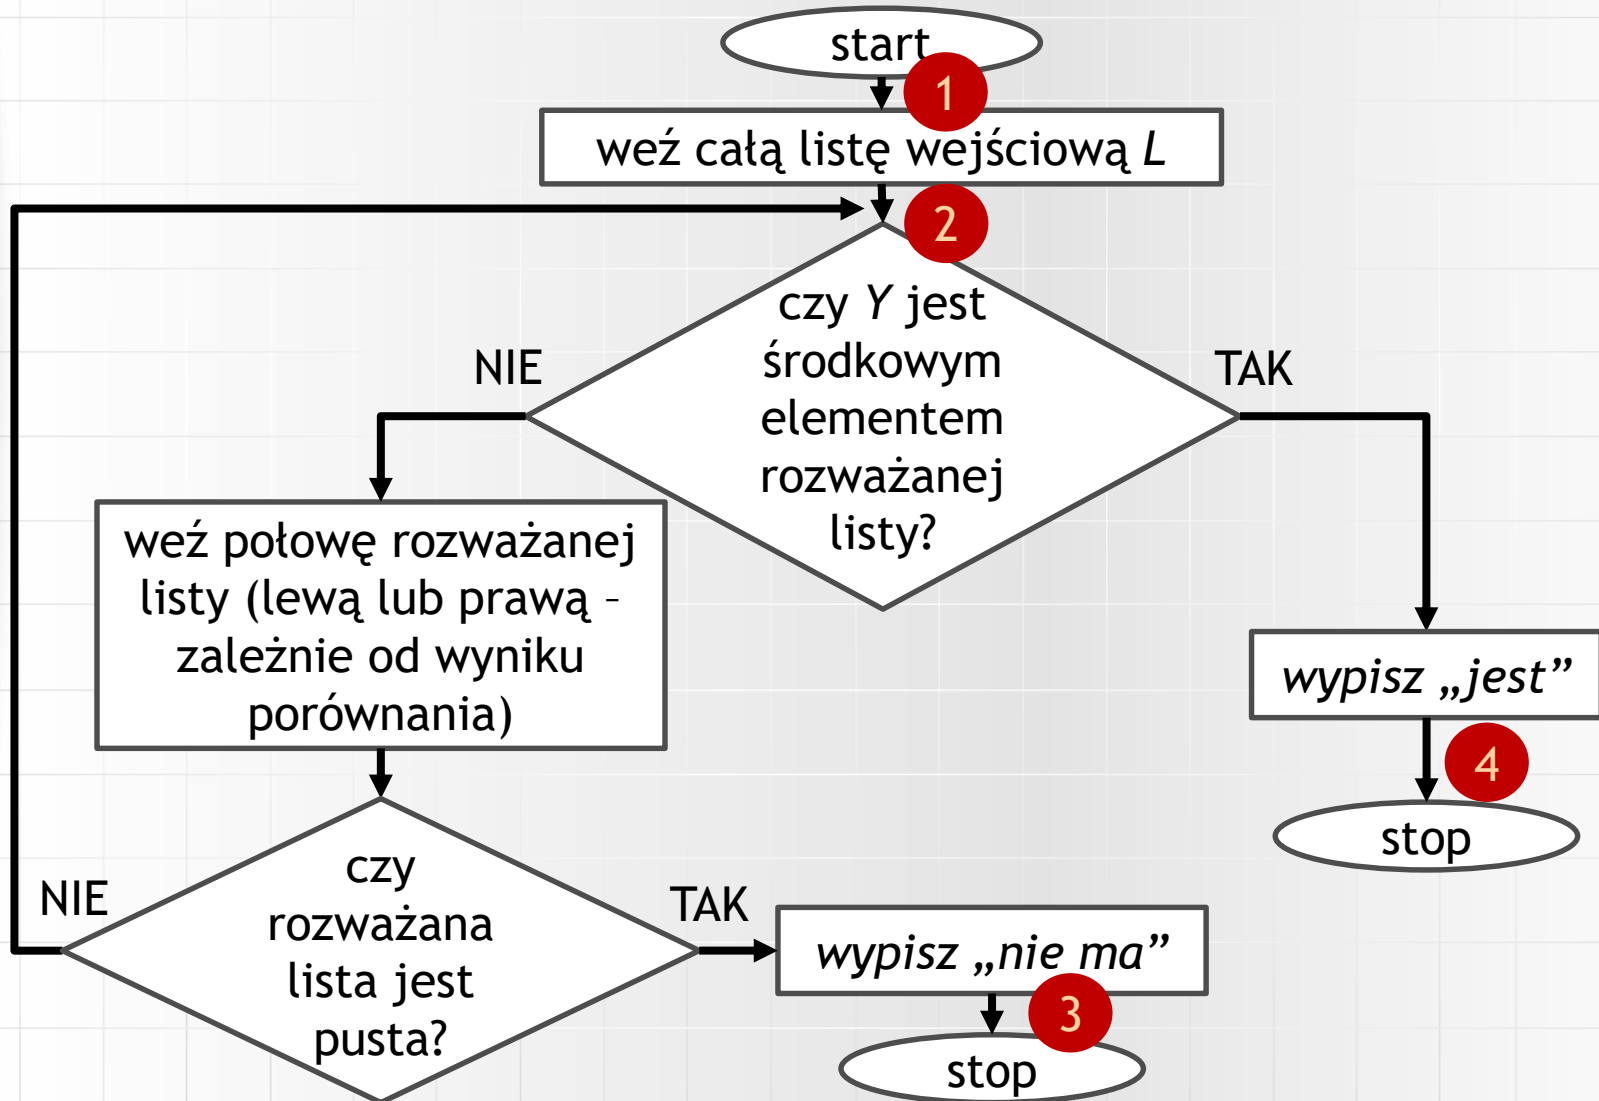 start
1
weź całą listę wejściową L
2
czy Y jest
środkowym
elementem
rozważanej
listy?
NIE
TAK
weź połowę rozważanej
listy (lewą lub prawą –
zależnie od wyniku
porównania)
wypisz „jest”
4
stop
czy
rozważana
lista jest
pusta?
NIE
TAK
wypisz „nie ma”
3
stop